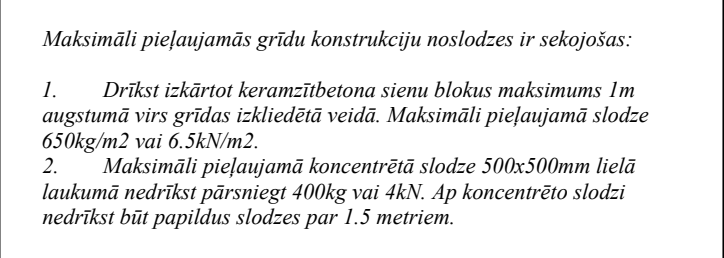 Maksimāli pieļaujamās grīdu konstrukciju noslodzes ir sekojošas:
1. Drīkst izkārtot keramzītbetona sienu blokus maksimums 1m
augstumā virs grīdas izkliedētā veidā. Maksimāli pieļaujamā slodze
650kg/m2 vai 6.5kN/m2.
2. Maksimāli pieļaujamā koncentrētā slodze 500x500mm lielā
laukumā nedrīkst pārsniegt 400kg vai 4kN. Ap koncentrēto slodzi
nedrīkst būt papildus slodzes par 1.5 metriem.